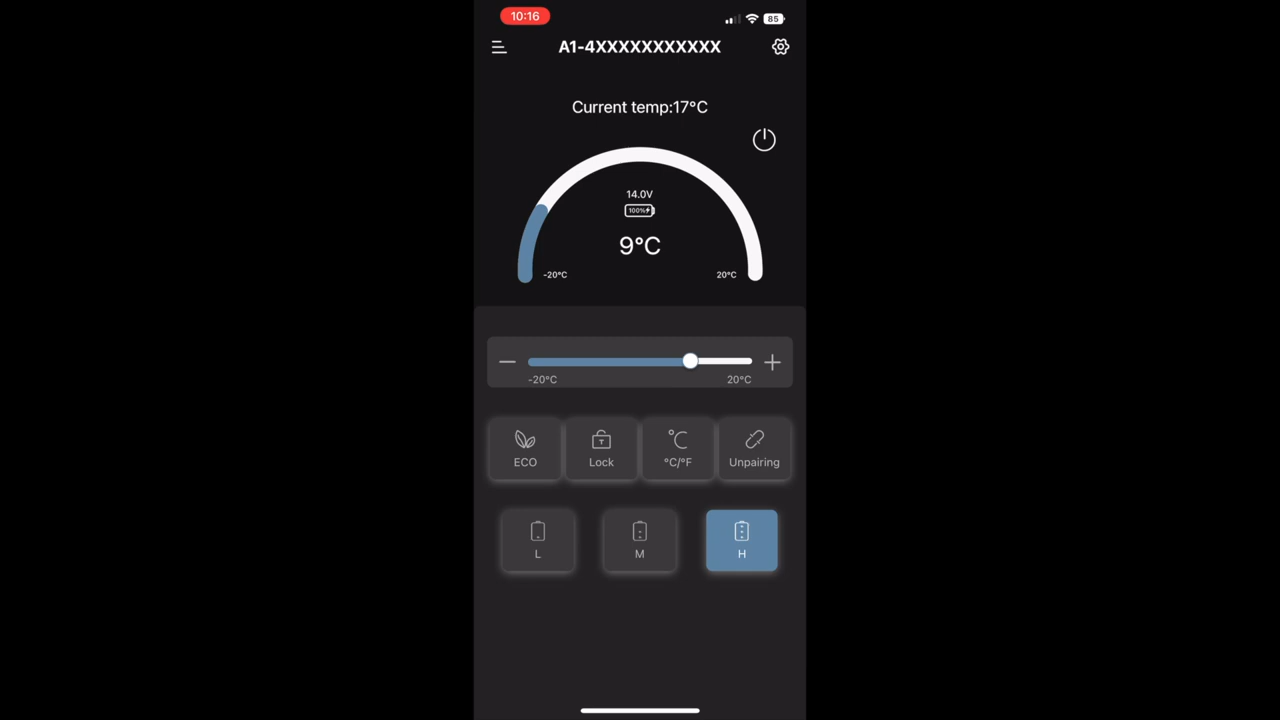 10:16
85
A1-4XXXXXXXXXXX
Current temp:17°C
14.0V
100%
9°C
-20°C 20°C
-20°C 20°C
ECO Lock °C/°F Unpairing
L M H